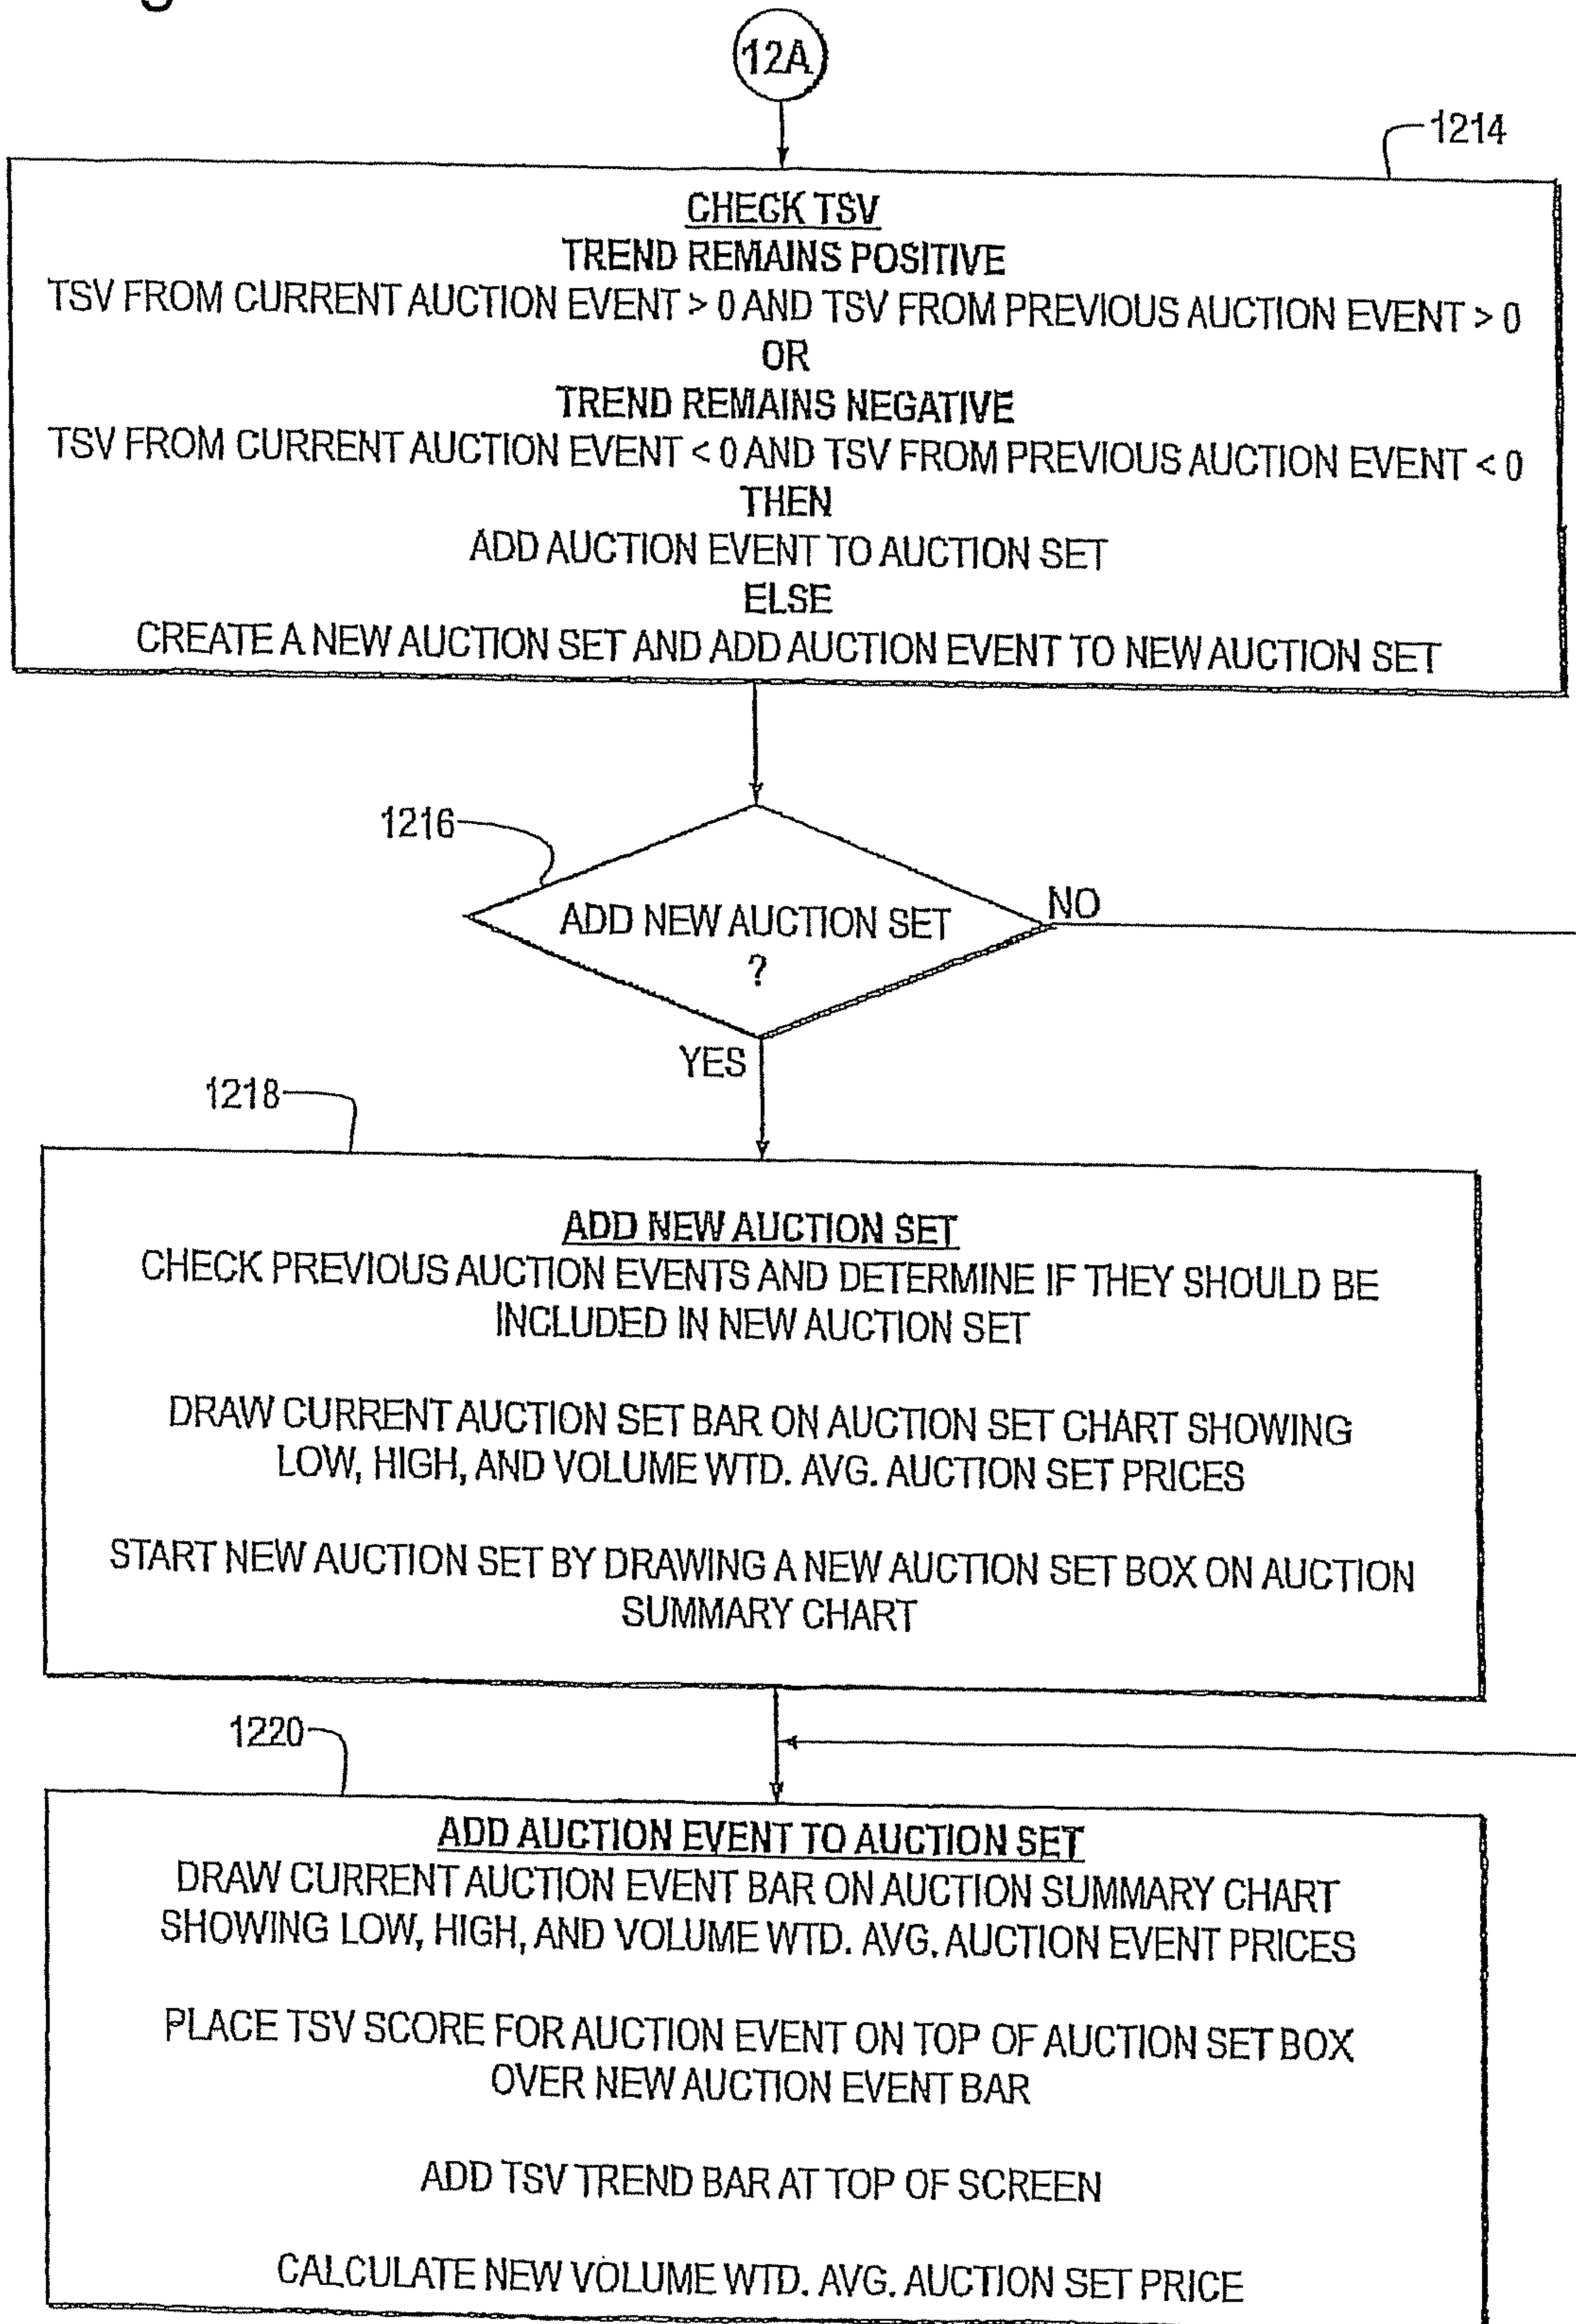 12A
1214
CHECK TSV
TREND REMAINS POSITIVE
TSV FROM CURRENT AUCTION EVENT > 0 AND TSV FROM PREVIOUS AUCTION EVENT > 0
OR
TREND REMAINS NEGATIVE
TSV FROM CURRENT AUCTION EVENT < 0 AND TSV FROM PREVIOUS AUCTION EVENT < 0
THEN
ADD AUCTION EVENT TO AUCTION SET
ELSE
CREATE A NEW AUCTION SET AND ADD AUCTION EVENT TO NEW AUCTION SET
1216
ADD NEW AUCTION SET
?
NO
YES
1218
ADD NEW AUCTION SET
CHECK PREVIOUS AUCTION EVENTS AND DETERMINE IF THEY SHOULD BE
INCLUDED IN NEW AUCTION SET
DRAW CURRENT AUCTION SET BAR ON AUCTION SET CHART SHOWING
LOW, HIGH, AND VOLUME WTD. AVG. AUCTION SET PRICES
START NEW AUCTION SET BY DRAWING A NEW AUCTION SET BOX ON AUCTION
SUMMARY CHART
1220
ADD AUCTION EVENT TO AUCTION SET
DRAW CURRENT AUCTION EVENT BAR ON AUCTION SUMMARY CHART
SHOWING LOW, HIGH, AND VOLUME WTD. AVG. AUCTION EVENT PRICES
PLACE TSV SCORE FOR AUCTION EVENT ON TOP OF AUCTION SET BOX
OVER NEW AUCTION EVENT BAR
ADD TSV TREND BAR AT TOP OF SCREEN
CALCULATE NEW VOLUME WTD. AVG. AUCTION SET PRICE